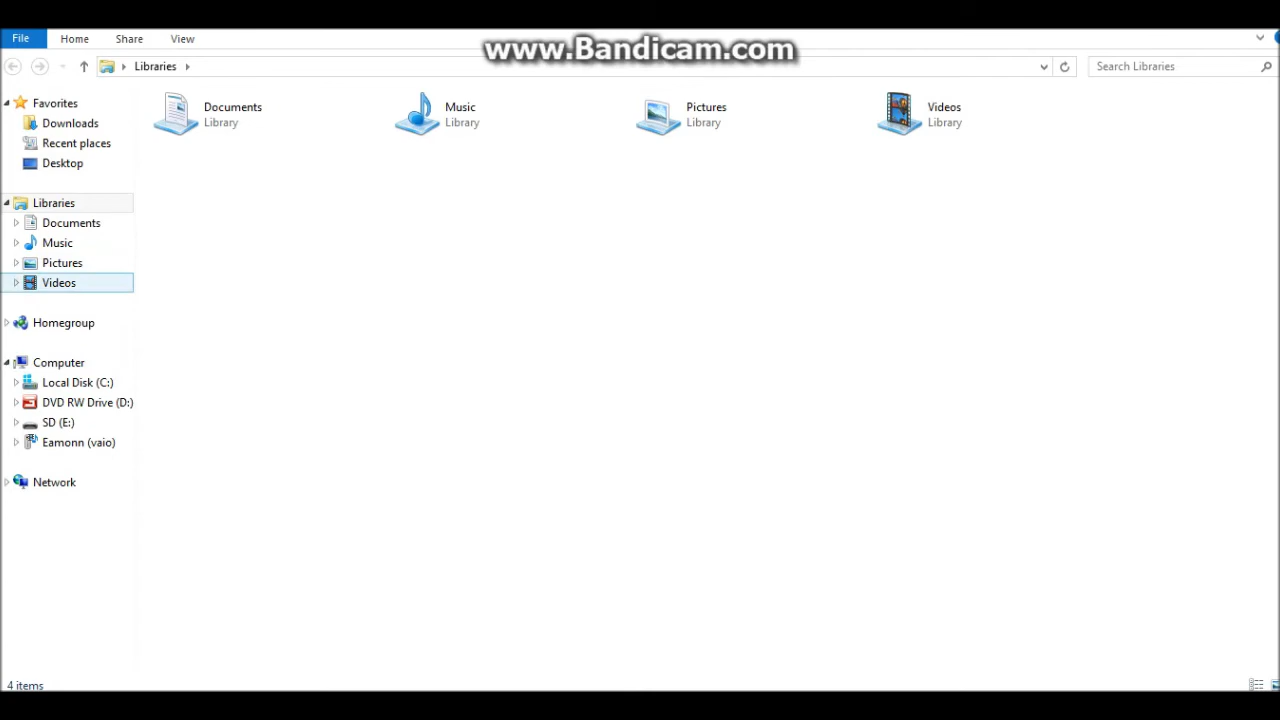 www.Bandicam.com
File Home Share View
Libraries
Search Libraries
Favorites
Downloads
Recent places
Desktop
Libraries
Documents
Music
Pictures
Videos
Homegroup
Computer
Local Disk (C:)
DVD RW Drive (D:)
SD (E:)
Eamonn (vaio)
Network
Documents
Library
Music
Library
Pictures
Library
Videos
Library
4 items